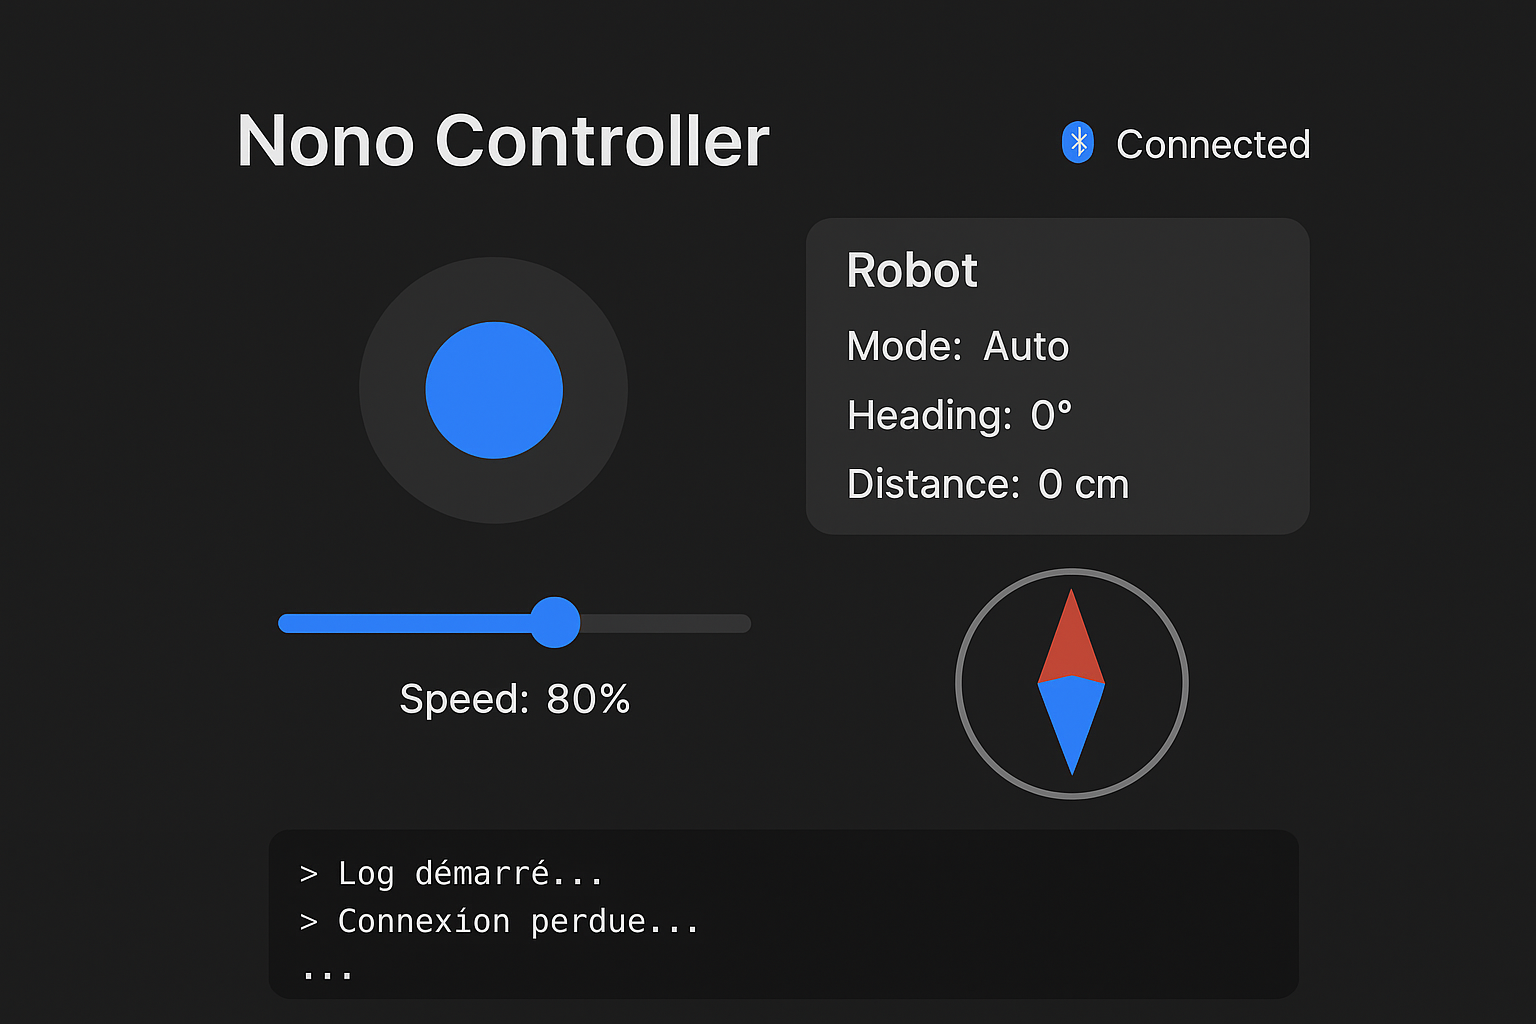 Nono Controller
Connected
Robot
Mode: Auto
Heading: 0°
Distance: 0 cm
Speed: 80%
> Log démarré...
> Connexíon perdue...
...